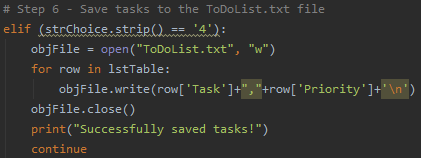 # Step 6 - Save tasks to the ToDoList.txt file
elif (strChoice.strip() == '4'):
    objFile = open("ToDoList.txt", "w")
    for row in lstTable:
        objFile.write(row['Task']+","+row['Priority']+'\n')
    objFile.close()
    print("Successfully saved tasks!")
    continue